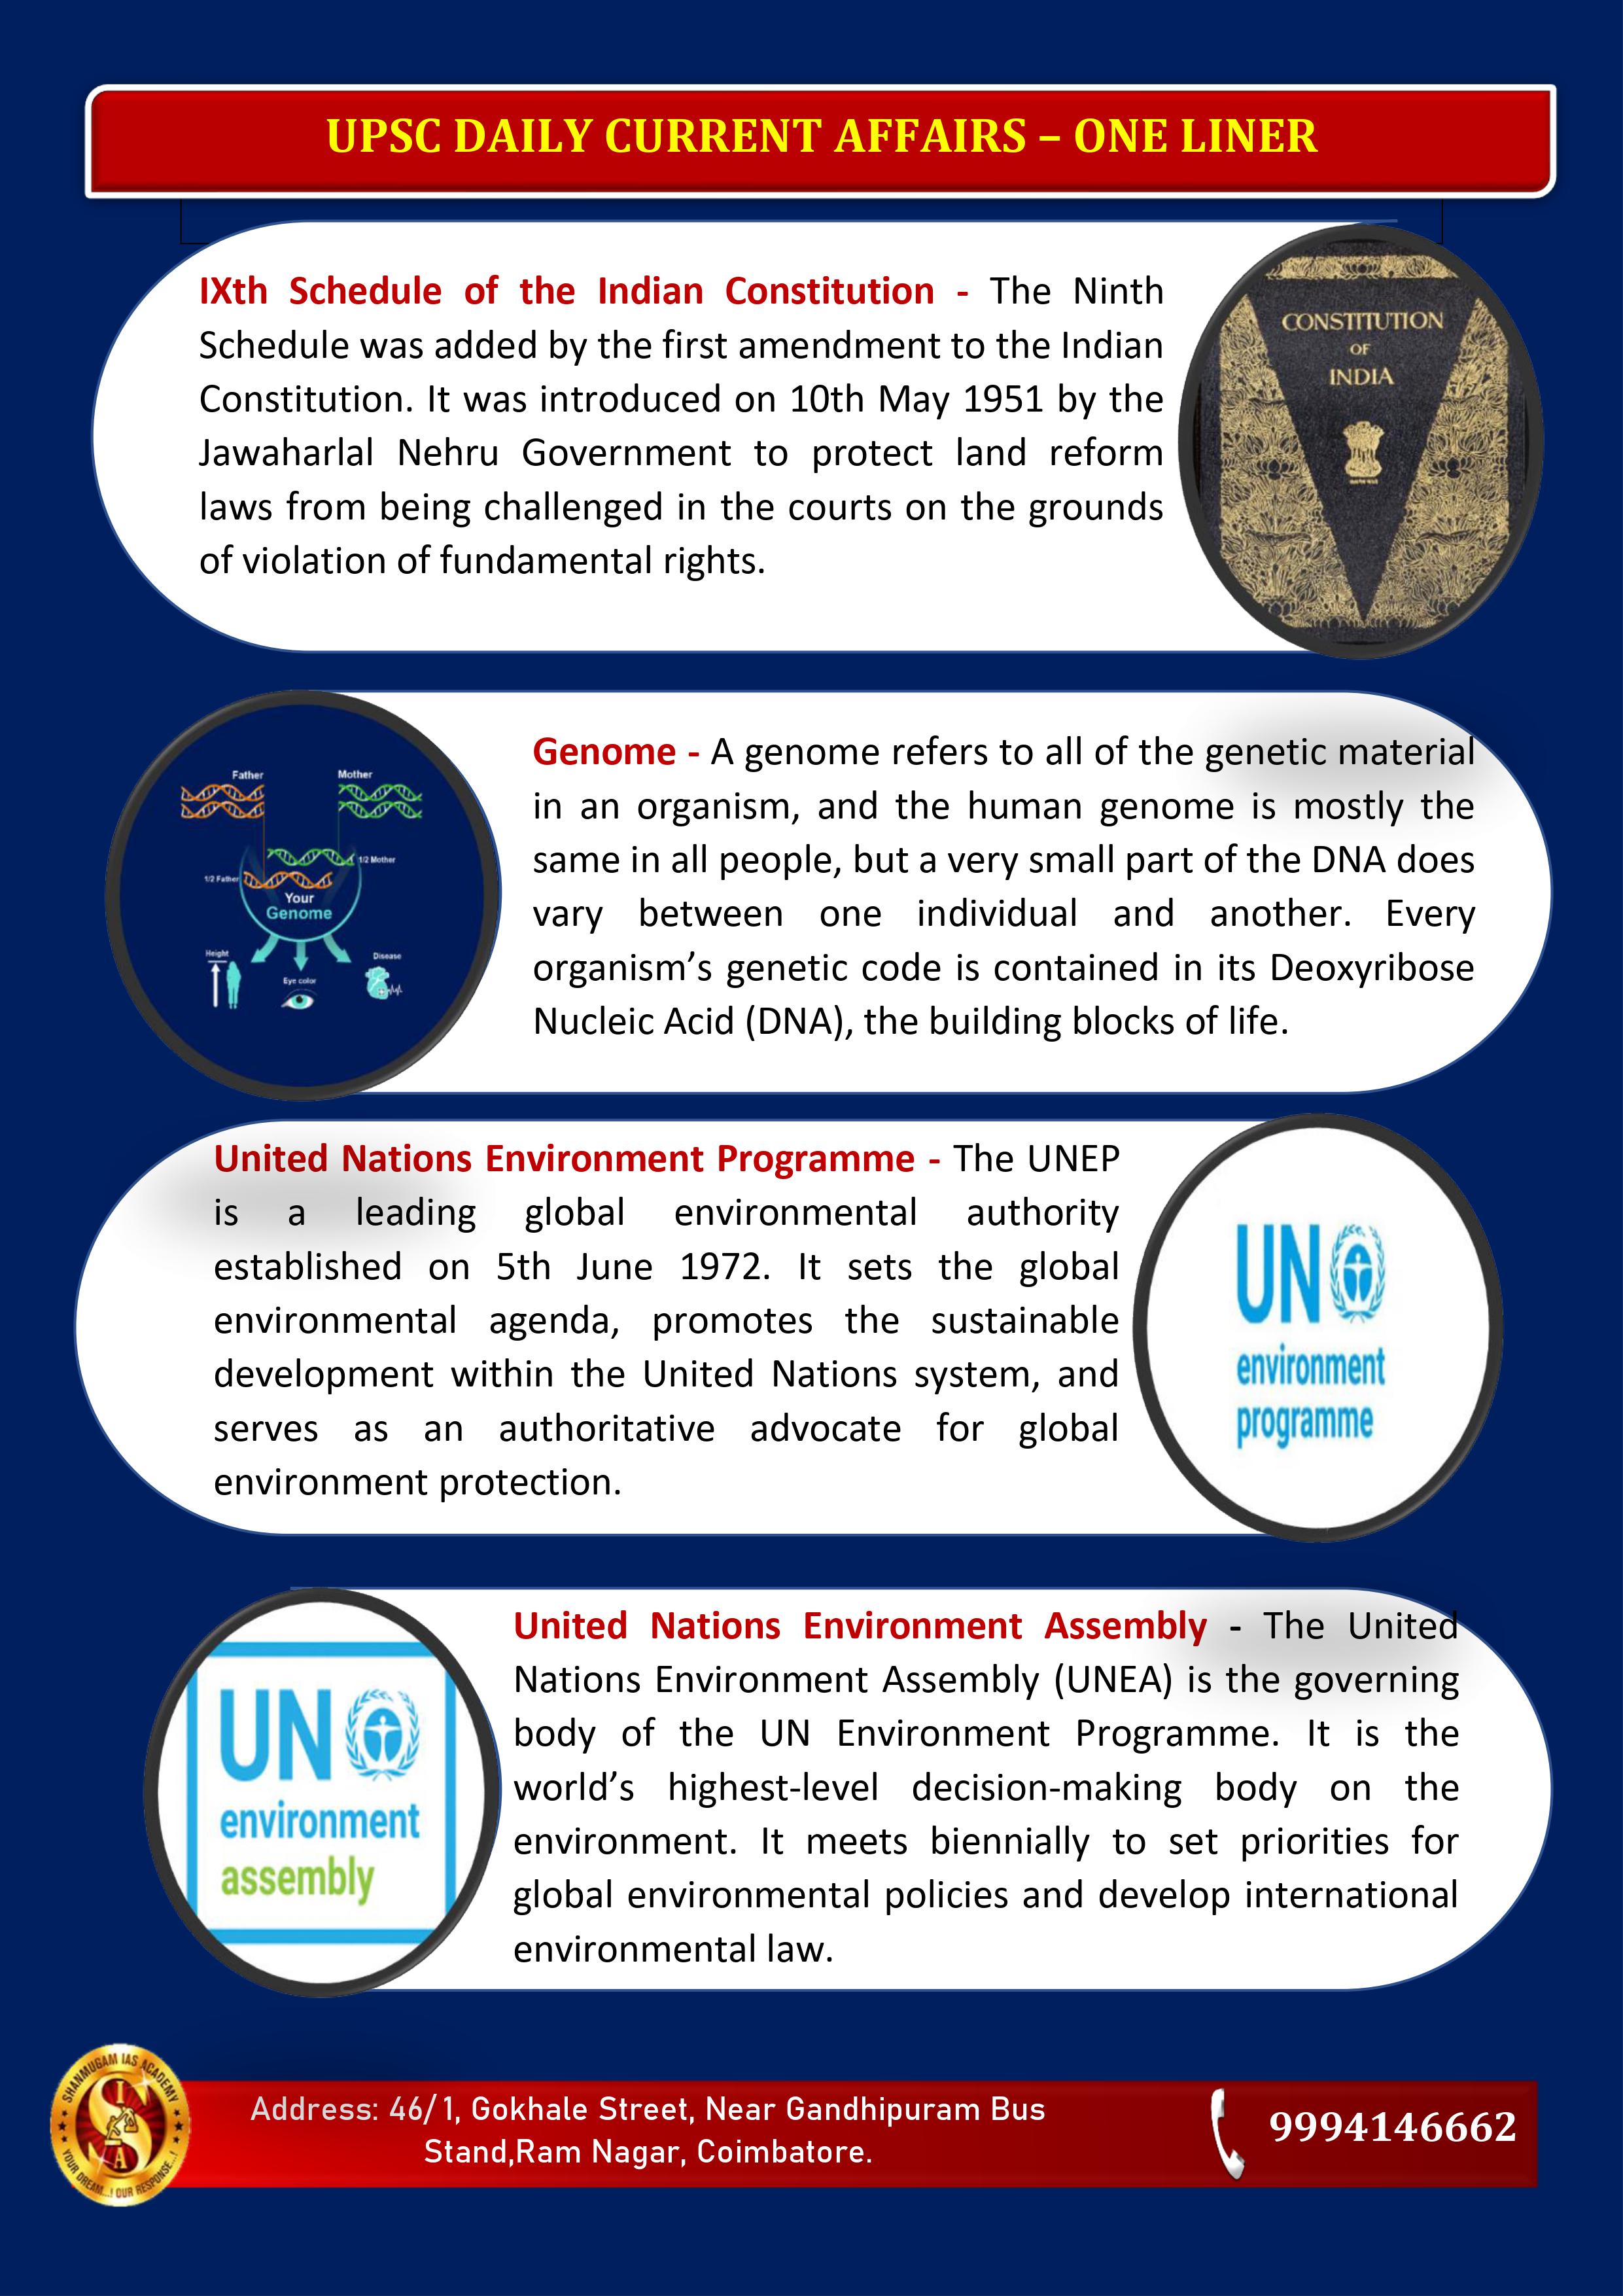 UPSC DAILY CURRENT AFFAIRS – ONE LINER
IXth Schedule of the Indian Constitution - The Ninth
Schedule was added by the first amendment to the Indian
Constitution. It was introduced on 10th May 1951 by the
Jawaharlal Nehru Government to protect land reform
laws from being challenged in the courts on the grounds
of violation of fundamental rights.
CONSTITUTION
OF
INDIA
Father
Mother
1/2 Mother
1/2 Father
Your
Genome
Height
Eye color
Disease
Genome - A genome refers to all of the genetic material
in an organism, and the human genome is mostly the
same in all people, but a very small part of the DNA does
vary between one individual and another. Every
organism’s genetic code is contained in its Deoxyribose
Nucleic Acid (DNA), the building blocks of life.
United Nations Environment Programme - The UNEP
is a leading global environmental authority
established on 5th June 1972. It sets the global
environmental agenda, promotes the sustainable
development within the United Nations system, and
serves as an authoritative advocate for global
environment protection.
UN
environment
programme
UN
environment
assembly
United Nations Environment Assembly - The United
Nations Environment Assembly (UNEA) is the governing
body of the UN Environment Programme. It is the
world’s highest-level decision-making body on the
environment. It meets biennially to set priorities for
global environmental policies and develop international
environmental law.
SHANMUGAM IAS ACADEMY
S I A
YOUR DREAM...! OUR RESPONSE...!
Address: 46/1, Gokhale Street, Near Gandhipuram Bus
Stand,Ram Nagar, Coimbatore.
9994146662